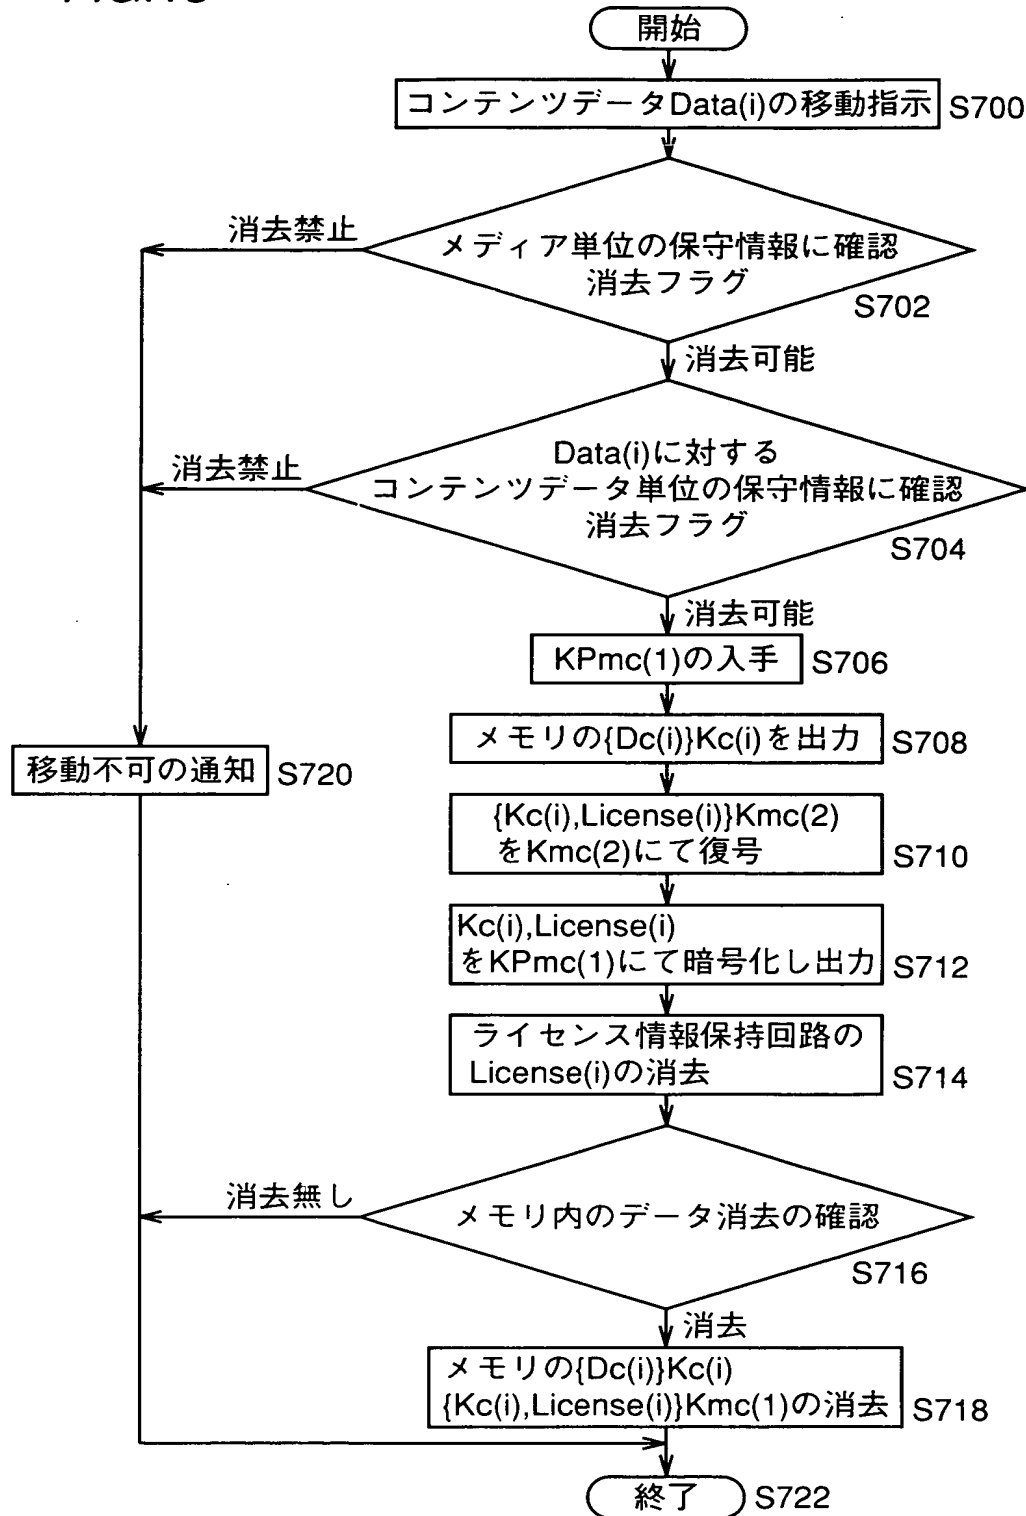 開始
コンテンツデータData(i)の移動指示
S700
消去禁止
メディア単位の保守情報に確認
消去フラグ
S702
消去可能
消去禁止
Data(i)に対する
コンテンツデータ単位の保守情報に確認
消去フラグ
S704
消去可能
KPmc(1)の入手
S706
メモリの{Dc(i)}Kc(i)を出力
S708
移動不可の通知
S720
{Kc(i),License(i)}Kmc(2)
をKmc(2)にて復号
S710
Kc(i),License(i)
をKPmc(1)にて暗号化し出力
S712
ライセンス情報保持回路の
License(i)の消去
S714
消去無し
メモリ内のデータ消去の確認
S716
消去
メモリの{Dc(i)}Kc(i)
{Kc(i),License(i)}Kmc(1)の消去
S718
終了
S722